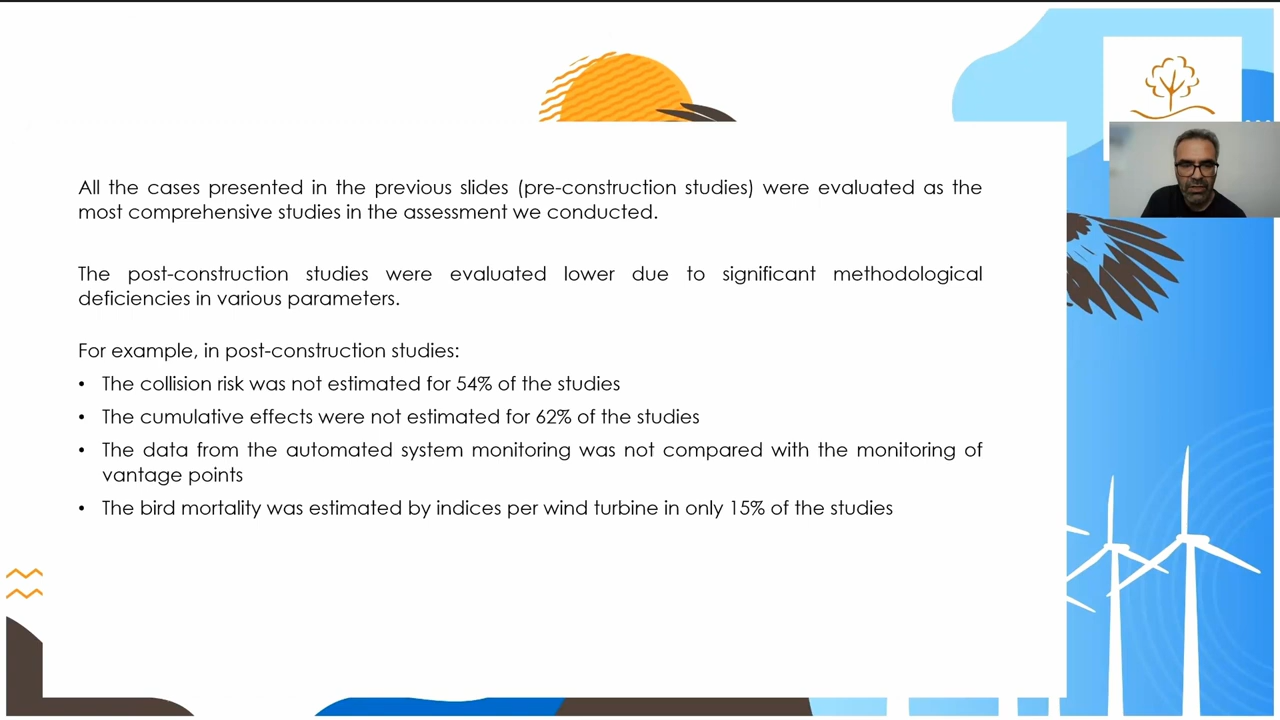 All the cases presented in the previous slides (pre-construction studies) were evaluated as the
most comprehensive studies in the assessment we conducted.
The post-construction studies were evaluated lower due to significant methodological
deficiencies in various parameters.
For example, in post-construction studies:
• The collision risk was not estimated for 54% of the studies
• The cumulative effects were not estimated for 62% of the studies
• The data from the automated system monitoring was not compared with the monitoring of
vantage points
• The bird mortality was estimated by indices per wind turbine in only 15% of the studies